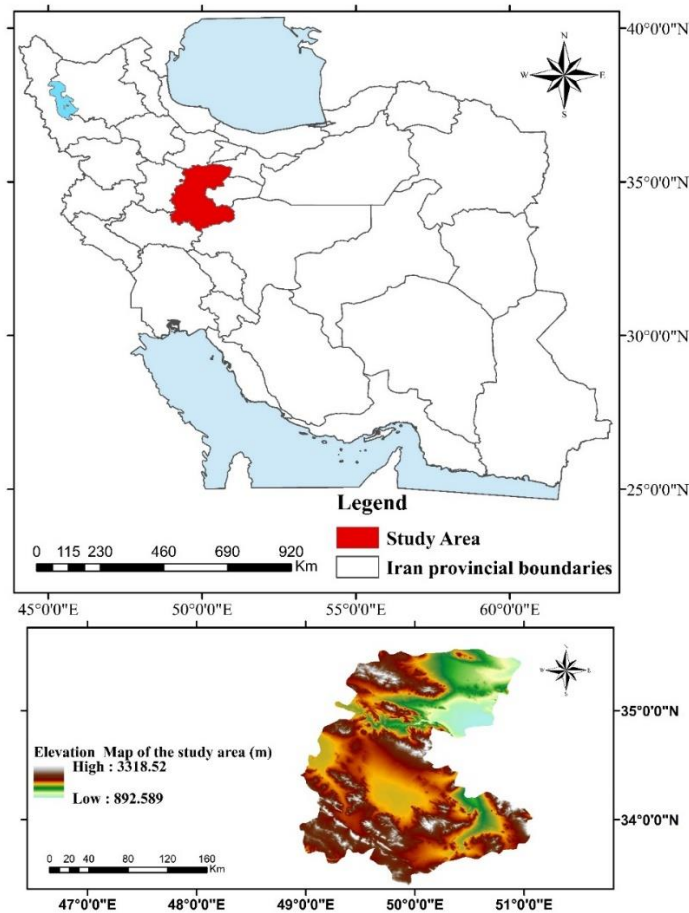 40°0'0"N
N
W E
S
35°0'0"N
30°0'0"N
25°0'0"N
Legend
Study Area
Iran provincial boundaries
0 115 230 460 690 920
Km
45°0'0"E 50°0'0"E 55°0'0"E 60°0'0"E
35°0'0"N
Elevation Map of the study area (m)
High : 3318.52
Low : 892.589
34°0'0"N
0 10 20 40 80 120 160
Km
47°0'0"E 48°0'0"E 49°0'0"E 50°0'0"E 51°0'0"E